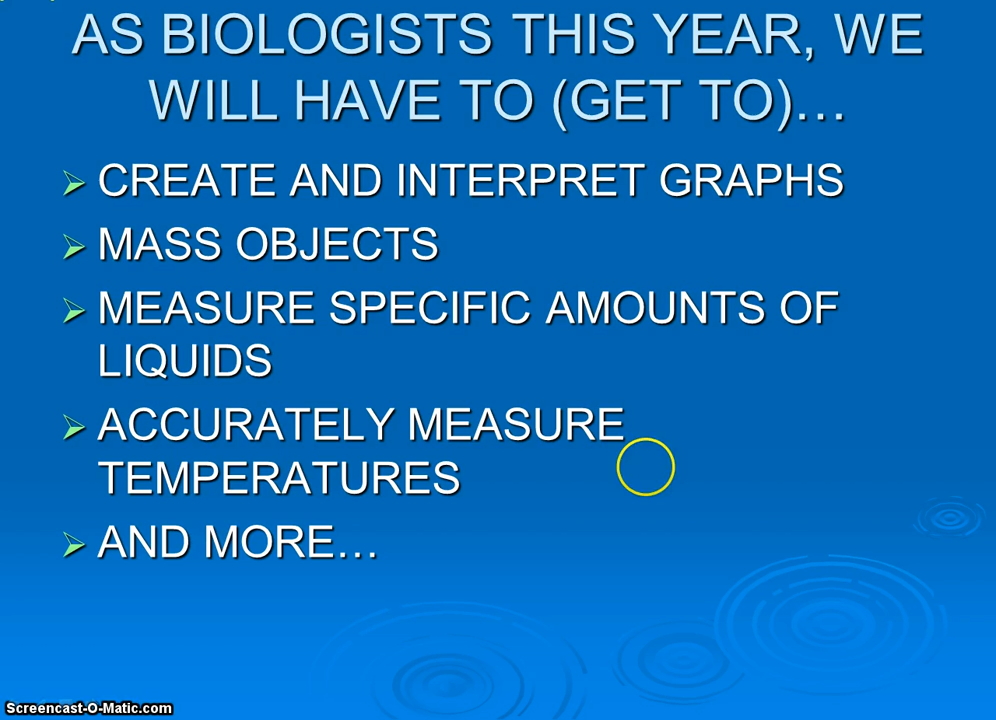 AS BIOLOGISTS THIS YEAR, WE
WILL HAVE TO (GET TO)…
CREATE AND INTERPRET GRAPHS
MASS OBJECTS
MEASURE SPECIFIC AMOUNTS OF
LIQUIDS
ACCURATELY MEASURE
TEMPERATURES
AND MORE…
Screencast-O-Matic.com